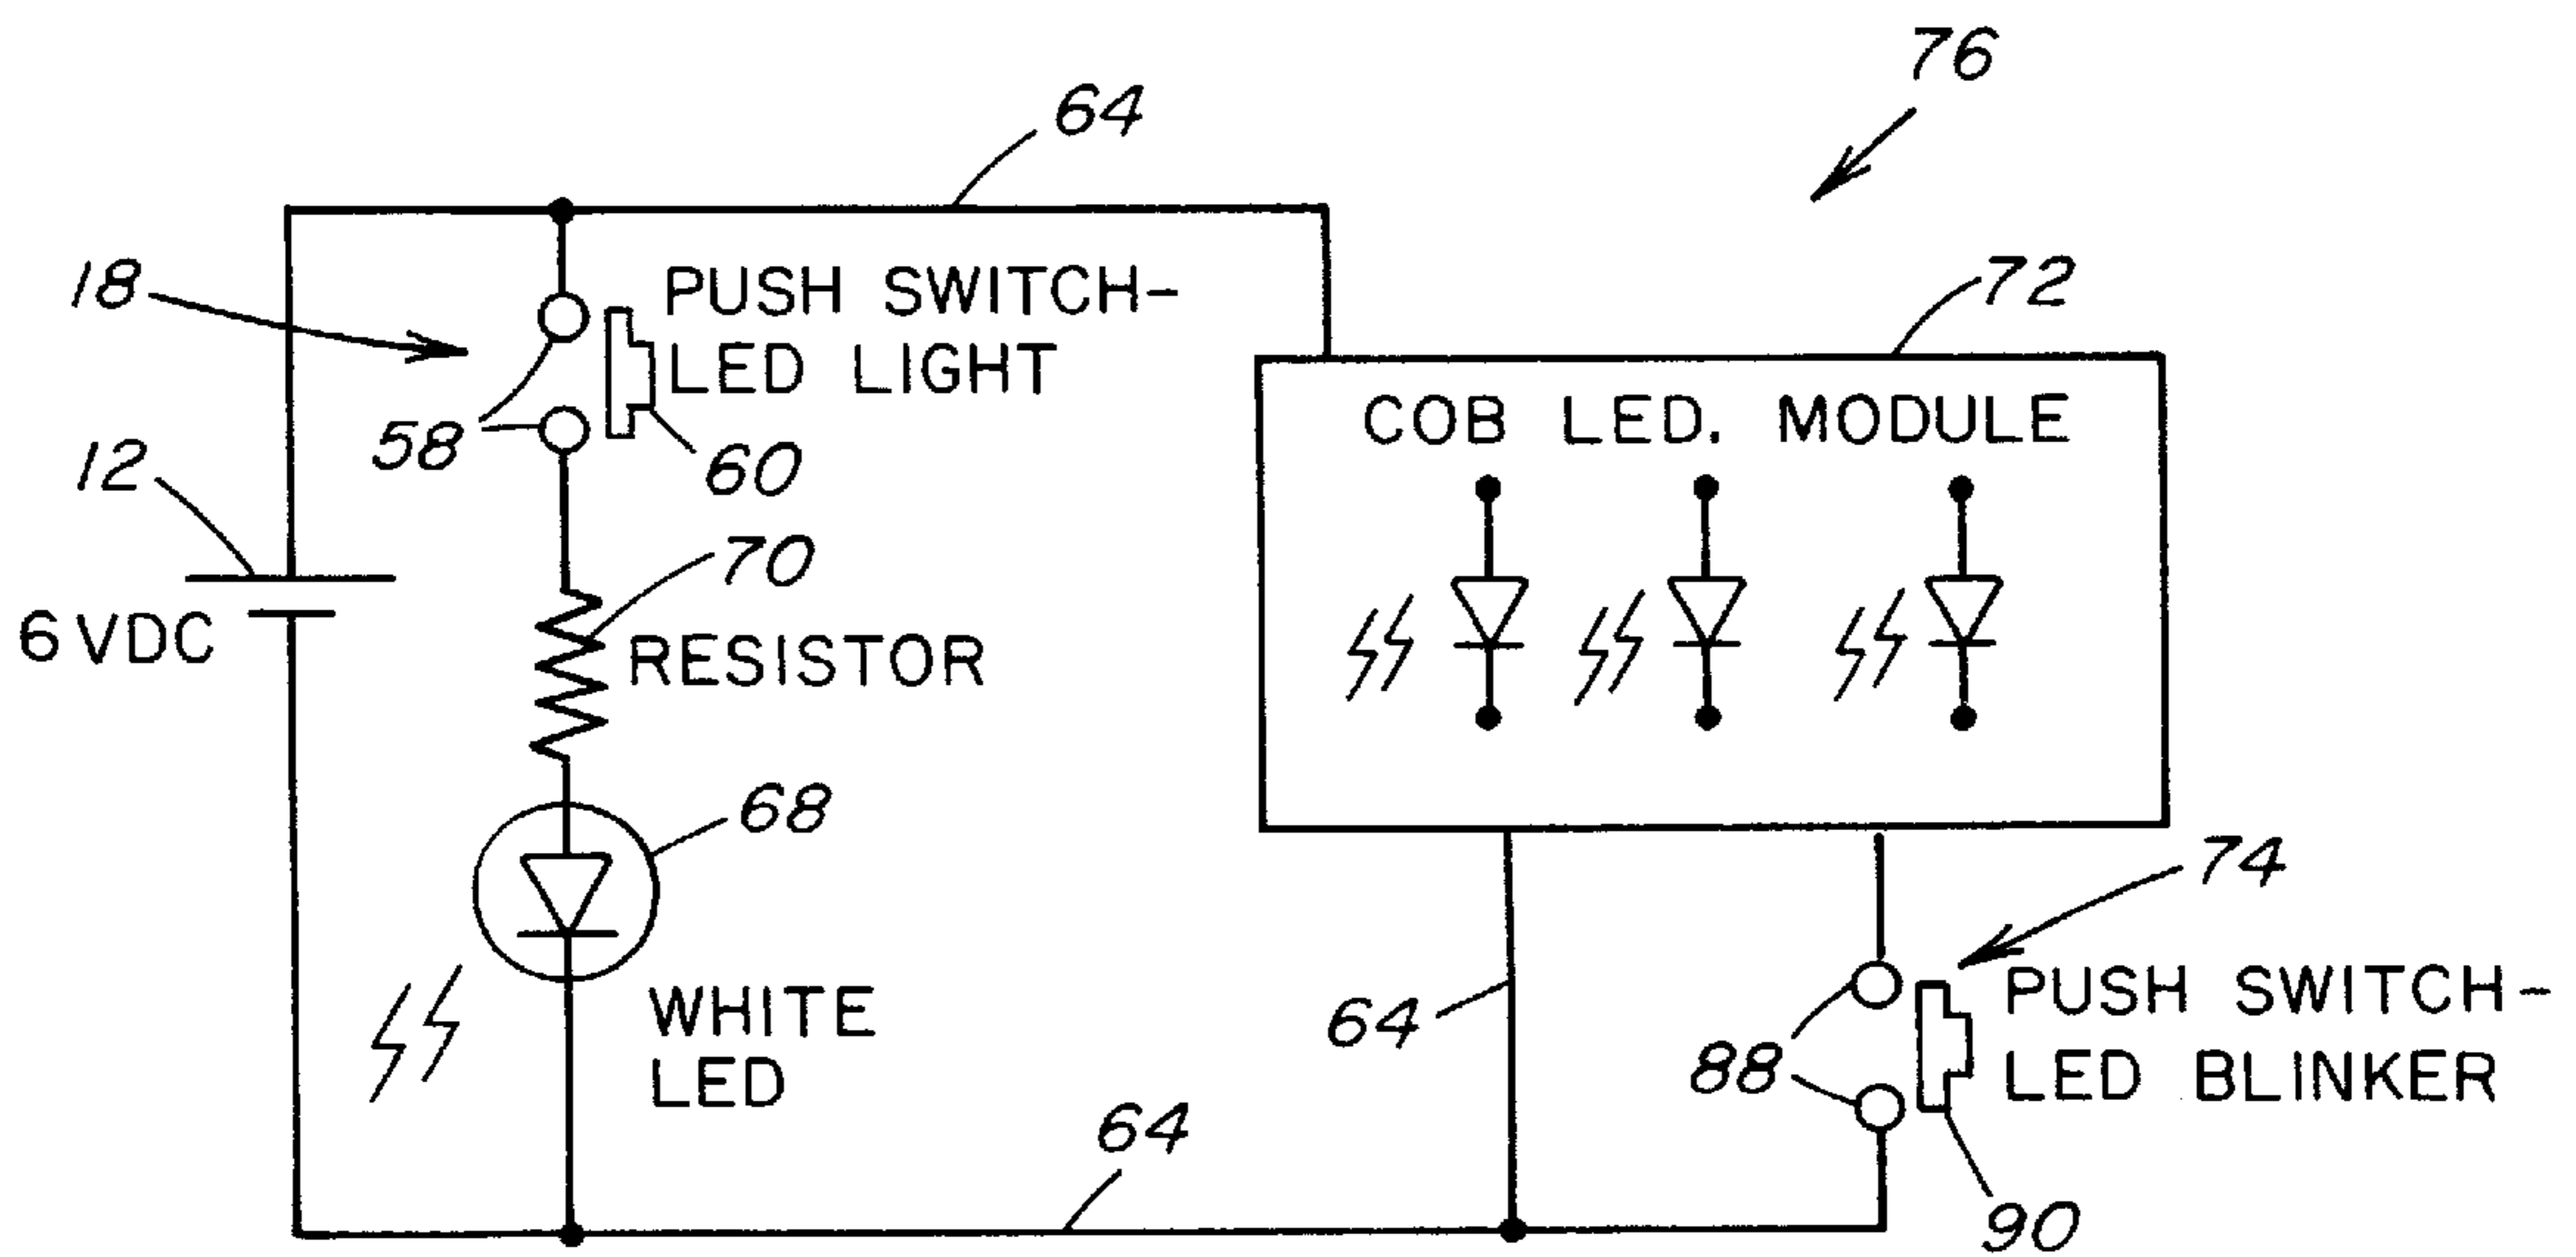 76
64
18
PUSH SWITCH-
LED LIGHT
72
58
60
COB LED. MODULE
12
70
6 VDC
RESISTOR
68
74
WHITE
LED
64
88
PUSH SWITCH-
LED BLINKER
64
90